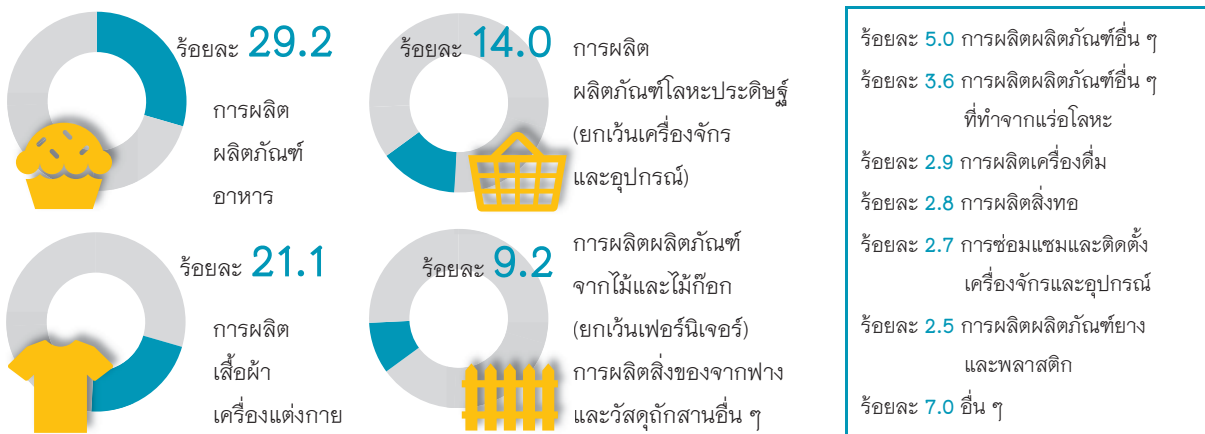 ร้อยละ 29.2
การผลิต
ผลิตภัณฑ์
อาหาร
ร้อยละ 14.0
การผลิต
ผลิตภัณฑ์โลหะประดิษฐ์
(ยกเว้นเครื่องจักร
และอุปกรณ์)
ร้อยละ 21.1
การผลิต
เสื้อผ้า
เครื่องแต่งกาย
ร้อยละ 9.2
การผลิตผลิตภัณฑ์
จากไม้และไม้ก๊อก
(ยกเว้นเฟอร์นิเจอร์)
การผลิตสิ่งของจากฟาง
และวัสดุถักสานอื่น ๆ
ร้อยละ 5.0 การผลิตผลิตภัณฑ์อื่น ๆ
ร้อยละ 3.6 การผลิตผลิตภัณฑ์อื่น ๆ
ที่ทำจากแร่อโลหะ
ร้อยละ 2.9 การผลิตเครื่องดื่ม
ร้อยละ 2.8 การผลิตสิ่งทอ
ร้อยละ 2.7 การซ่อมแซมและติดตั้ง
เครื่องจักรและอุปกรณ์
ร้อยละ 2.5 การผลิตผลิตภัณฑ์ยาง
และพลาสติก
ร้อยละ 7.0 อื่น ๆ